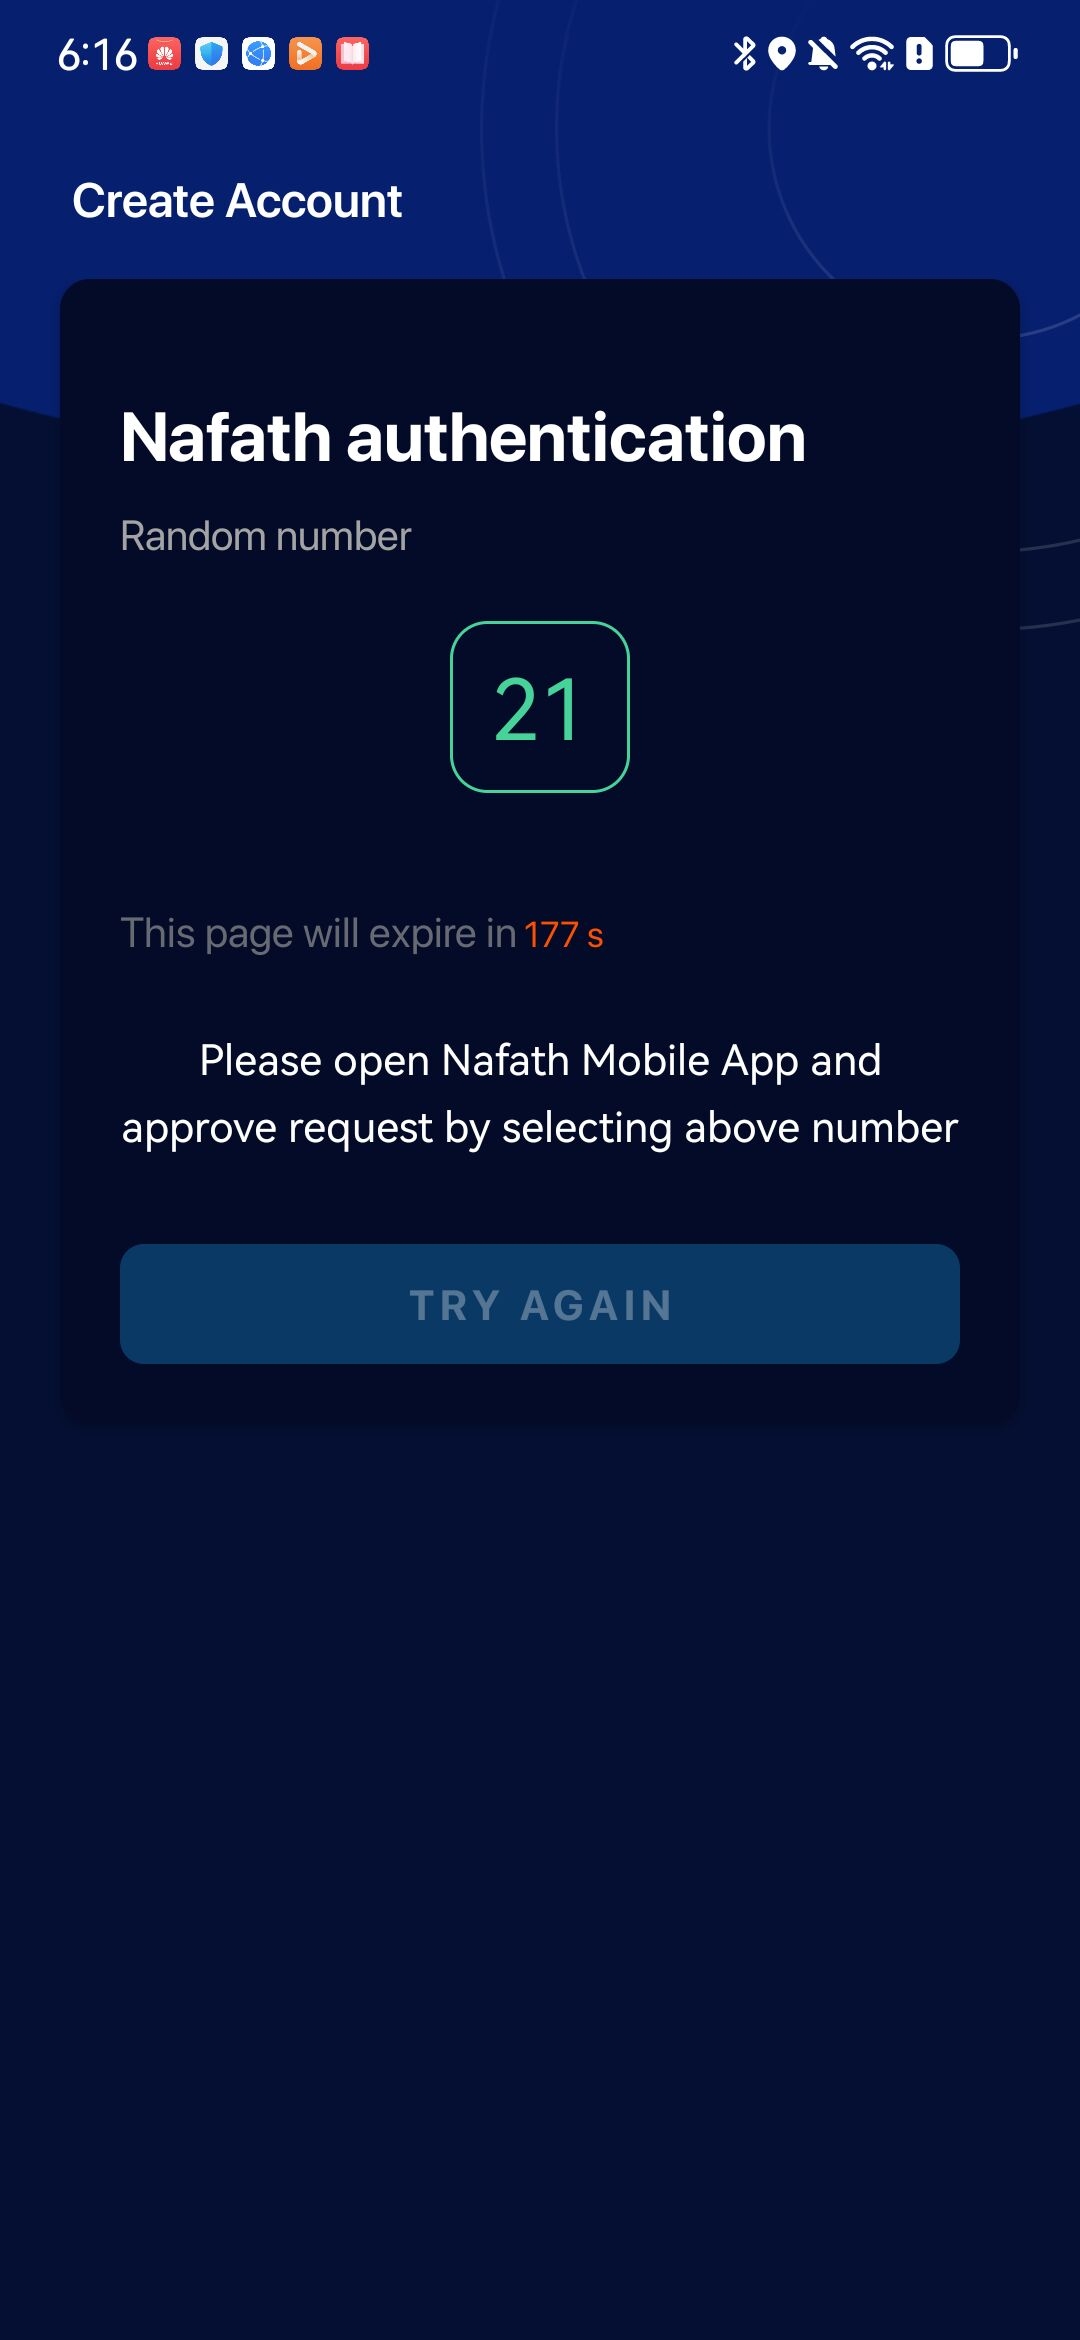 6:16
Create Account
Nafath authentication
Random number
21
This page will expire in 177 s
Please open Nafath Mobile App and
approve request by selecting above number
TRY AGAIN